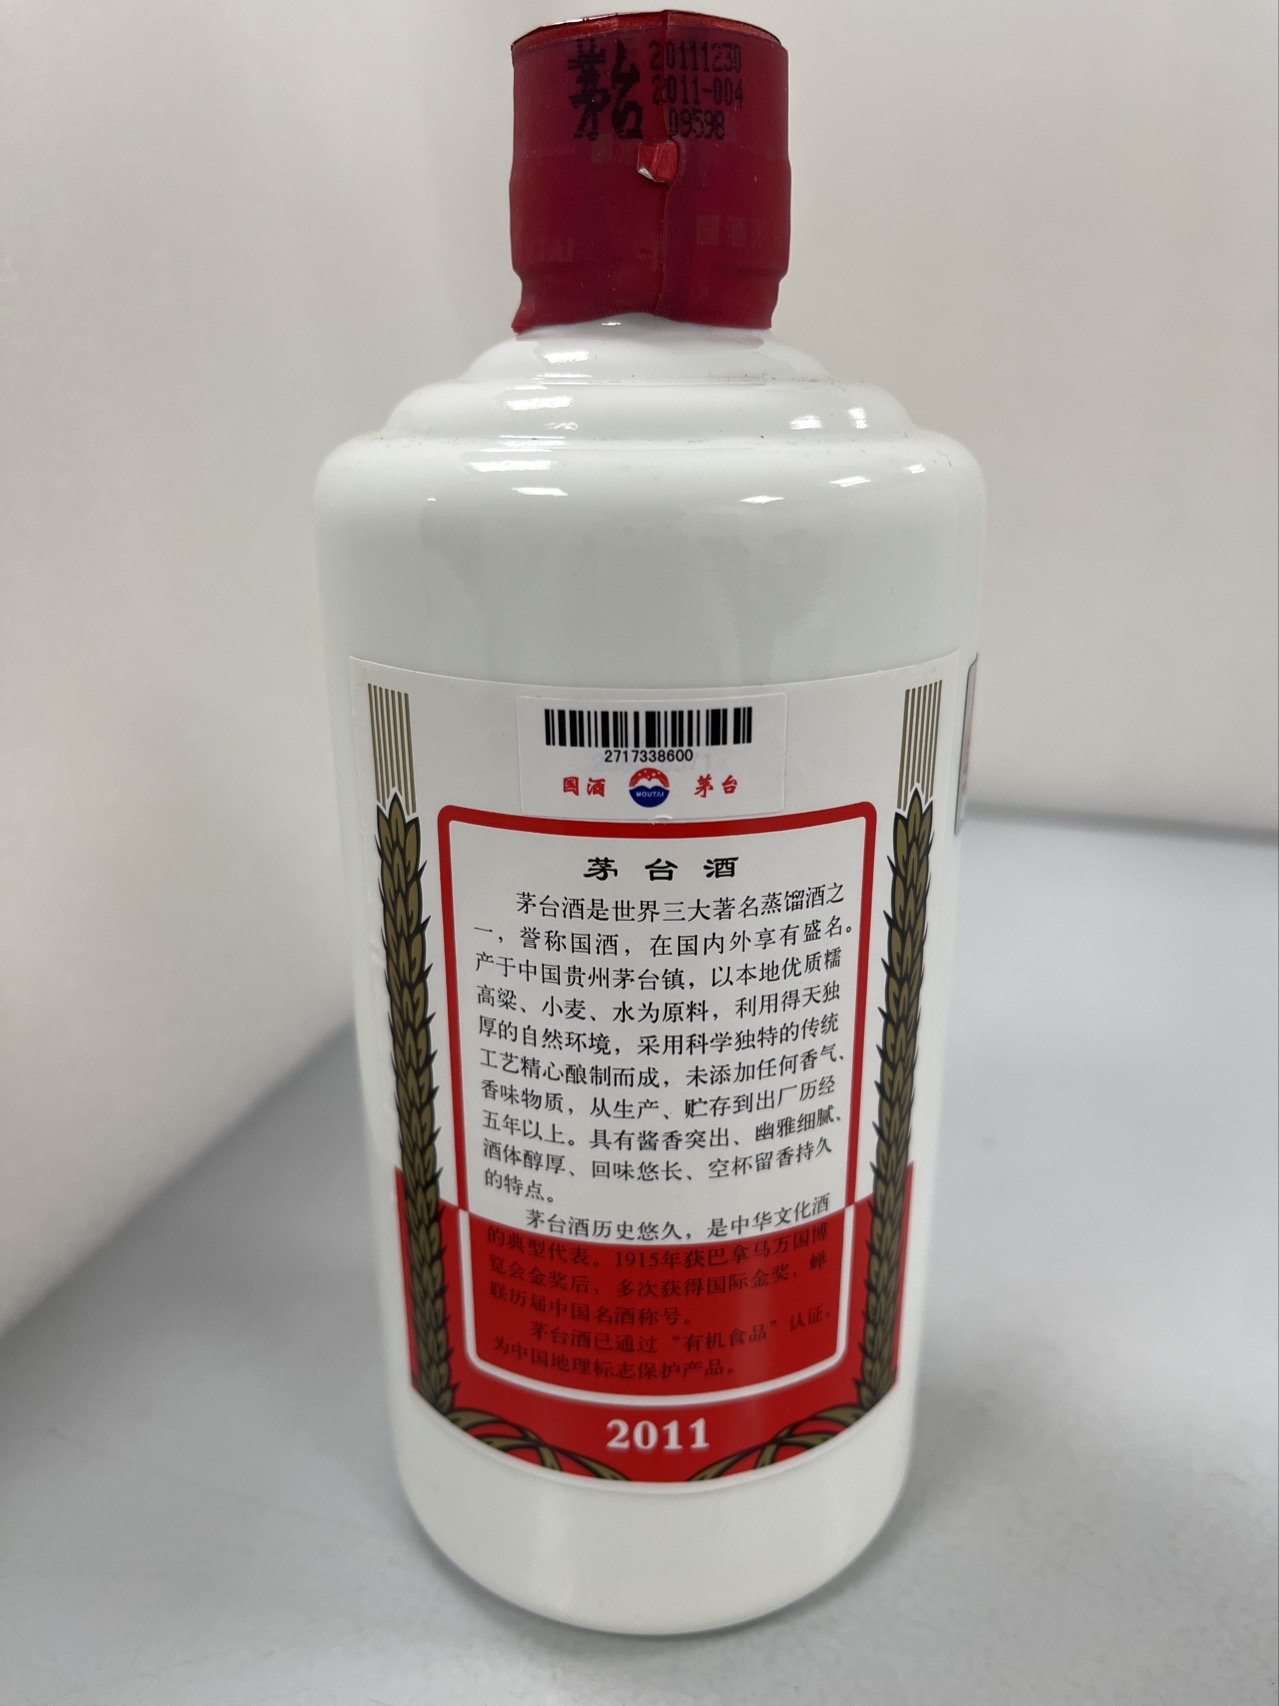 茅台
20111230
2011-004
09598
2717338600
国酒
MOUTAI
茅台
茅台酒
茅台酒是世界三大著名蒸馏酒之
一，誉称国酒，在国内外享有盛名。
产于中国贵州茅台镇，以本地优质糯
高粱、小麦、水为原料，利用得天独
厚的自然环境，采用科学独特的传统
工艺精心酿制而成，未添加任何香气、
香味物质，从生产、贮存到出厂历经
五年以上。具有酱香突出、幽雅细腻、
酒体醇厚、回味悠长、空杯留香持久
的特点。
茅台酒历史悠久，是中华文化酒
的典型代表。1915年获巴拿马万国博
览会金奖后，多次获得国际金奖，蝉
联历届中国名酒称号。
茅台酒已通过“有机食品”认证，
为中国地理标志保护产品。
2011